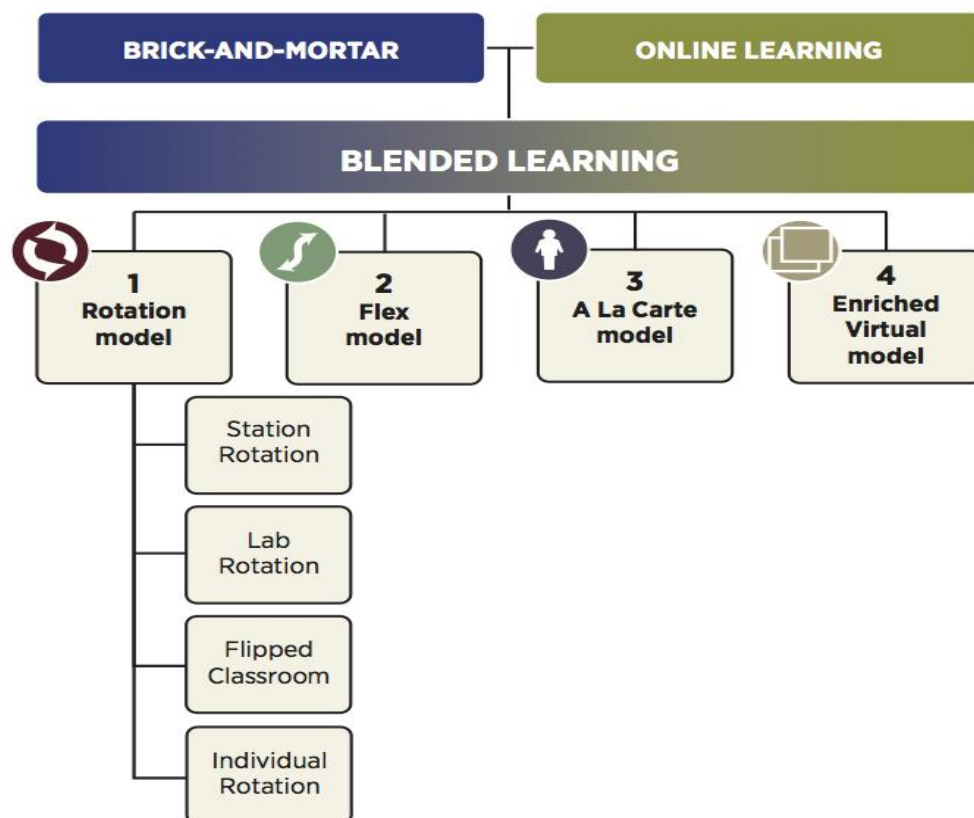 BRICK-AND-MORTAR
ONLINE LEARNING
BLENDED LEARNING
1
Rotation
model
2
Flex
model
3
A La Carte
model
4
Enriched
Virtual
model
Station
Rotation
Lab
Rotation
Flipped
Classroom
Individual
Rotation